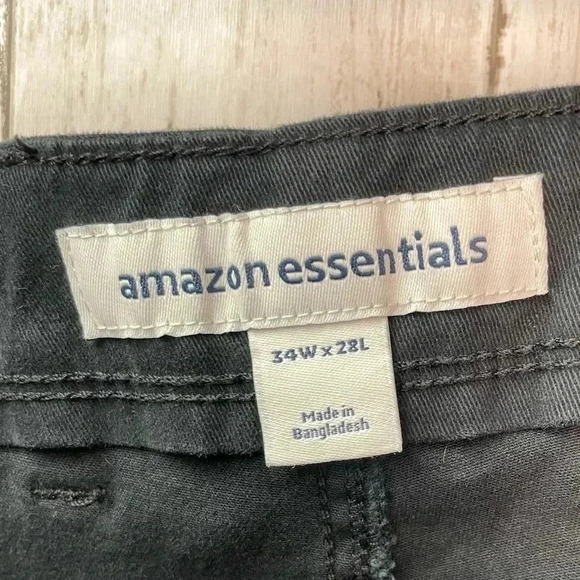 amazon essentials
34W x 28L
Made in
Bangladesh